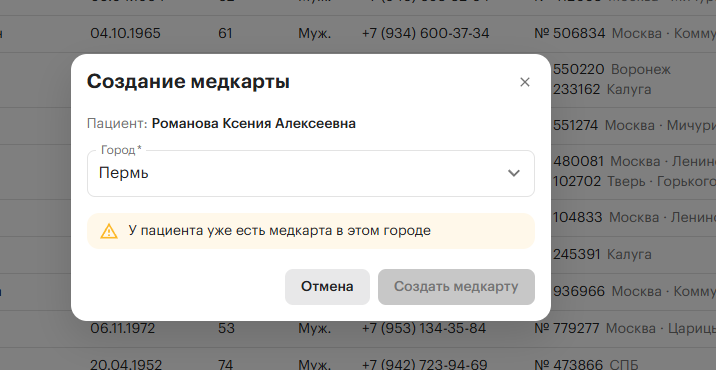 04.10.1965 61 Муж. +7 (934) 600-37-34 № 506834 Москва · Комму
Создание медкарты
550220 Воронеж
233162 Калуга
Пациент: Романова Ксения Алексеевна
551274 Москва · Мичури
Город*
Пермь
480081 Москва · Ленино
102702 Тверь · Горького
104833 Москва · Ленино
У пациента уже есть медкарта в этом городе
245391 Калуга
Отмена
Создать медкарту
936966 Москва · Комму
06.11.1972 53 Муж. +7 (953) 134-35-84 № 779277 Москва · Цариць
20.04.1952 74 Муж. +7 (942) 723-94-69 № 473866 СПБ